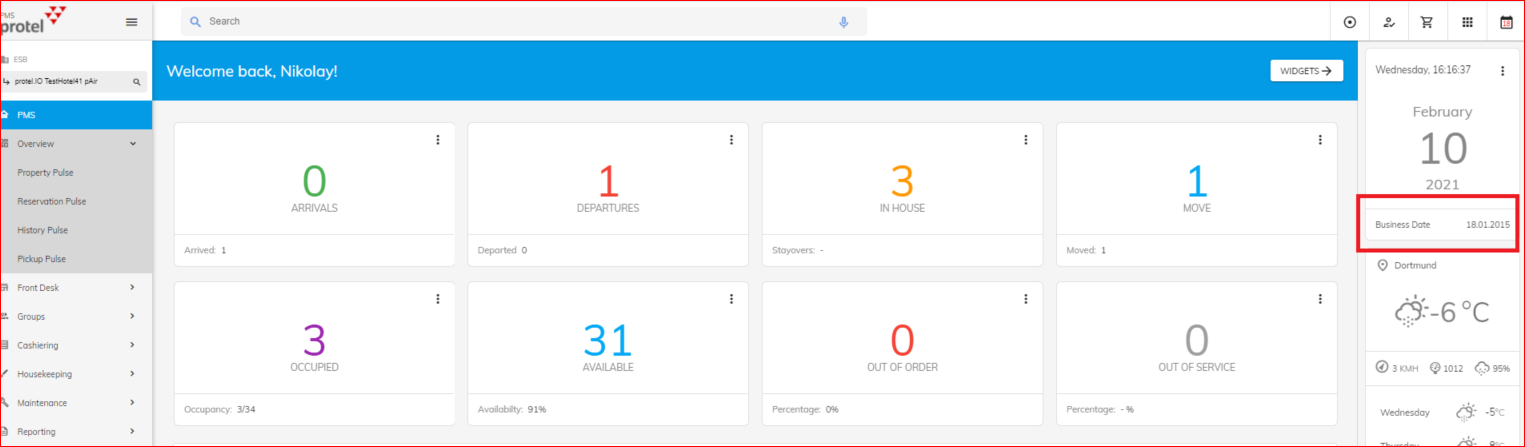 PMS
protel
Search
18
ESB
protel.IO TestHotel41 pAir
PMS
Overview
Property Pulse
Reservation Pulse
History Pulse
Pickup Pulse
Front Desk
Groups
Cashiering
Housekeeping
Maintenance
Reporting
Welcome back, Nikolay!
WIDGETS
0
ARRIVALS
Arrived: 1
1
DEPARTURES
Departed 0
3
IN HOUSE
Stayovers: -
1
MOVE
Moved: 1
3
OCCUPIED
Occupancy: 3/34
31
AVAILABLE
Availabilty: 91%
0
OUT OF ORDER
Percentage: 0%
0
OUT OF SERVICE
Percentage: - %
Wednesday, 16:16:37
February
10
2021
Business Date 18.01.2015
Dortmund
-6 °C
3 KMH 1012 95%
Wednesday -5°C
Thursday -8°C